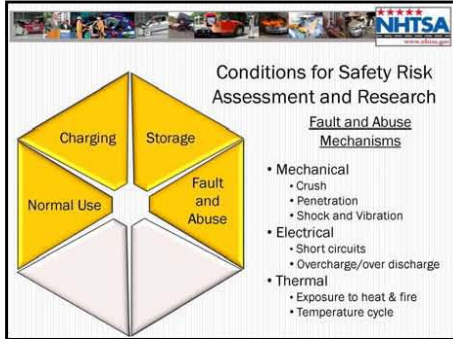 NHTSA
www.nhtsa.gov
Conditions for Safety Risk
Assessment and Research
Charging
Storage
Normal Use
Fault
and
Abuse
Fault and Abuse
Mechanisms
• Mechanical
• Crush
• Penetration
• Shock and Vibration
• Electrical
• Short circuits
• Overcharge/over discharge
• Thermal
• Exposure to heat & fire
• Temperature cycle